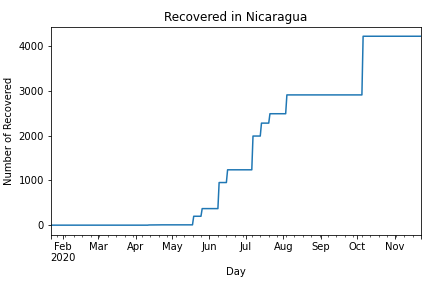 Recovered in Nicaragua
Number of Recovered
4000
3000
2000
1000
0
Feb Mar Apr May Jun Jul Aug Sep Oct Nov
2020
Day